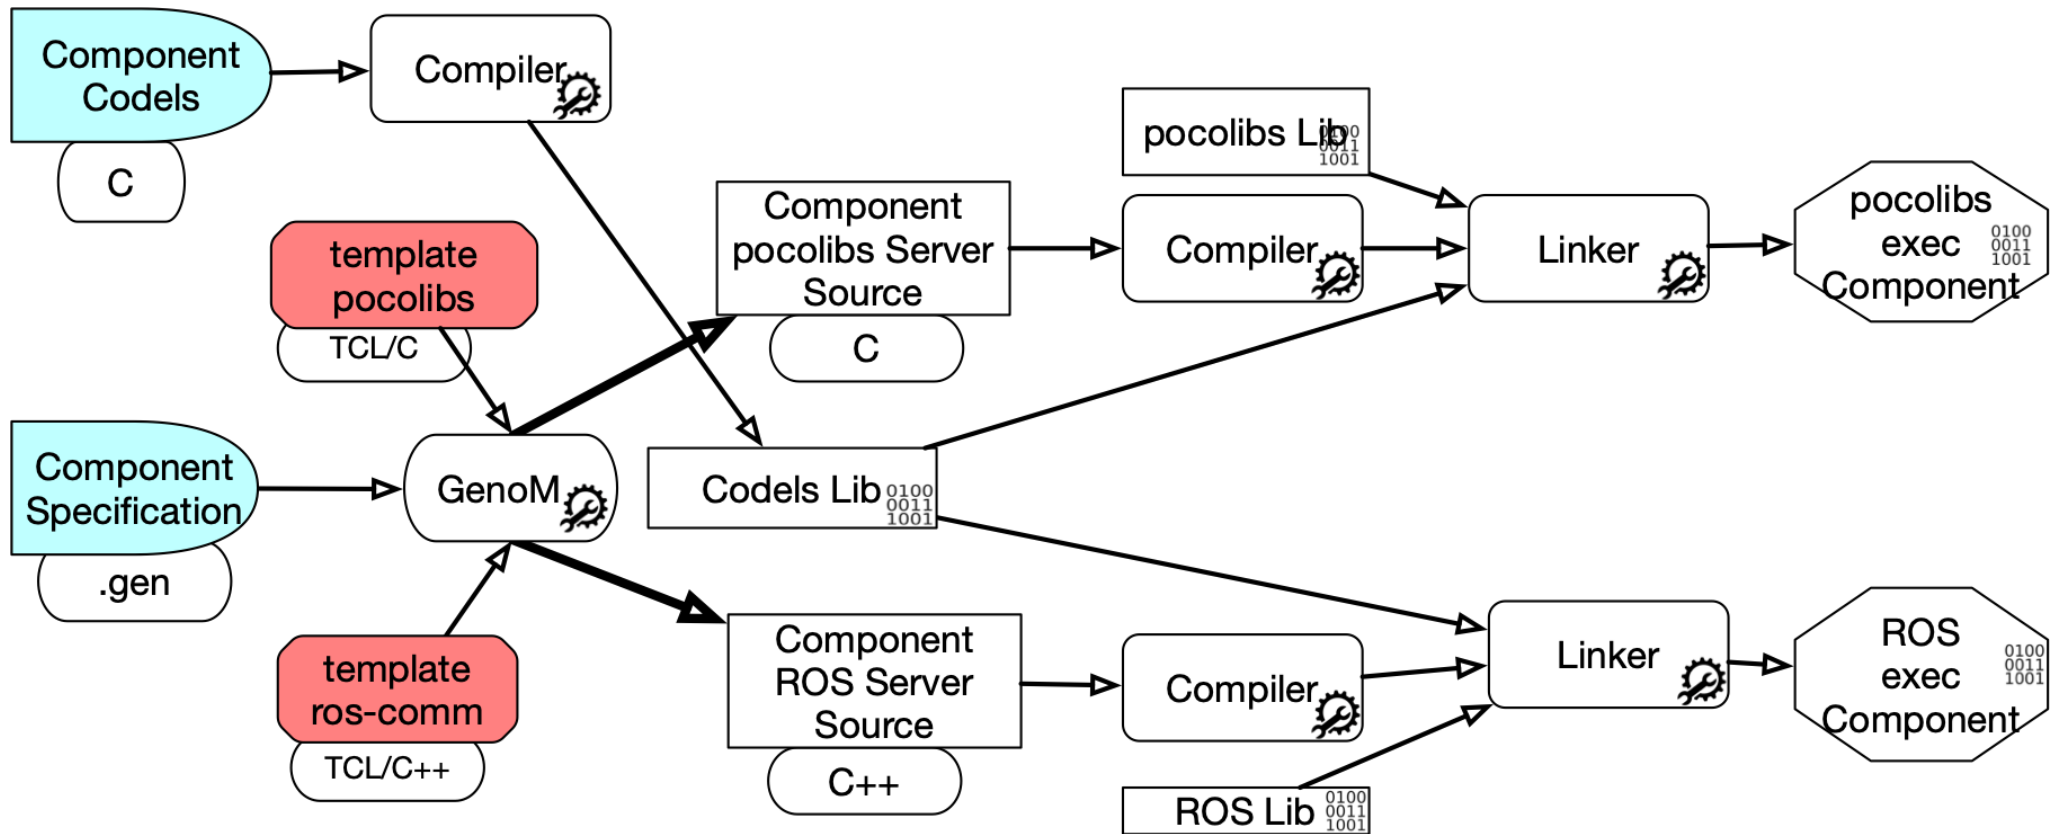 Component
Codels
C
Compiler
template
pocolibs
TCL/C
Component
Specification
.gen
GenoM
template
ros-comm
TCL/C++
Component
pocolibs Server
Source
C
Codels Lib
0100
0011
1001
Component
ROS Server
Source
C++
pocolibs Lib
0100
0011
1001
Compiler
Linker
pocolibs
exec
Component
0100
0011
1001
Compiler
ROS Lib
0100
0011
1001
Linker
ROS
exec
Component
0100
0011
1001